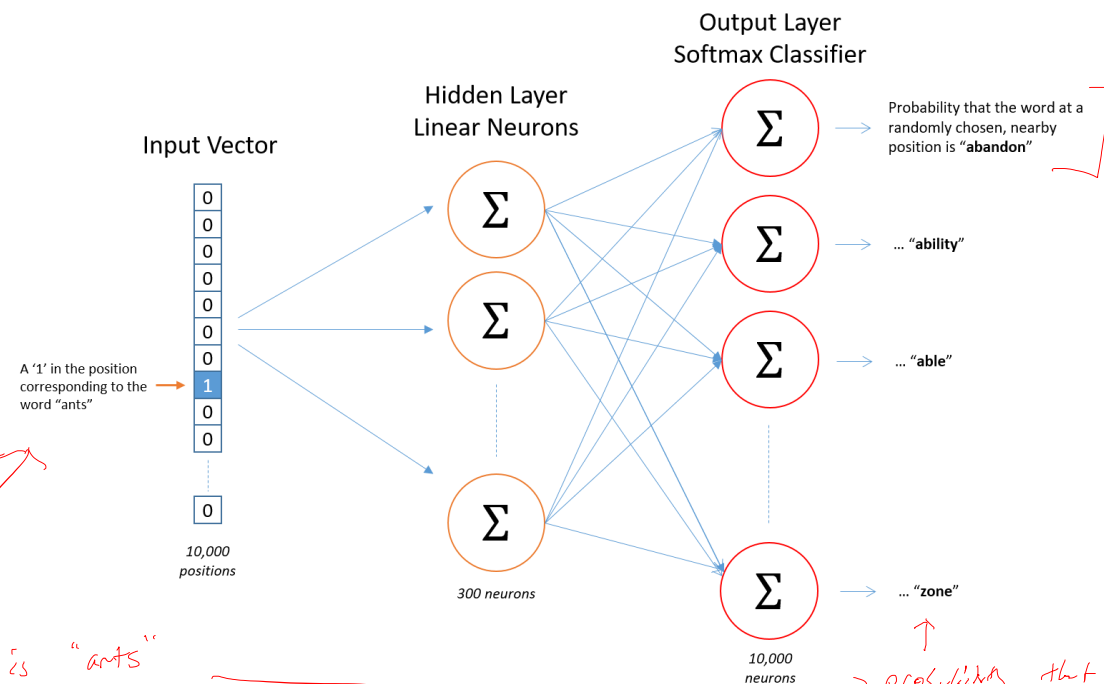 Output Layer
Softmax Classifier
Hidden Layer
Linear Neurons
Input Vector
0
0
0
0
0
0
0
1
0
0
0
A ‘1’ in the position
corresponding to the
word “ants”
10,000
positions
Σ
Σ
Σ
300 neurons
Σ
Σ
Σ
Σ
10,000
neurons
Probability that the word at a
randomly chosen, nearby
position is “abandon”
... “ability”
... “able”
... “zone”
is "ants"
that